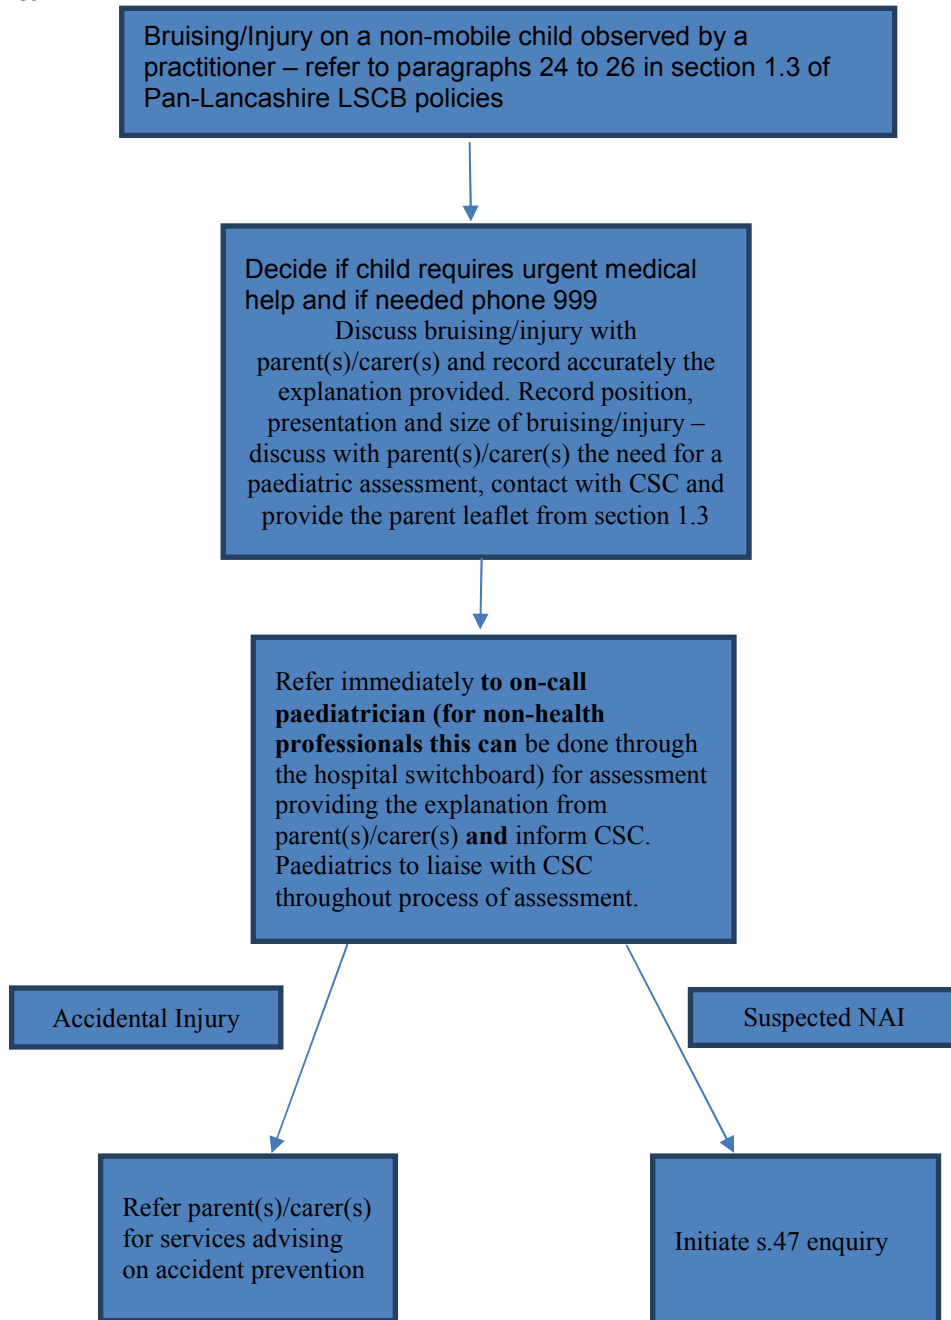 Bruising/Injury on a non-mobile child observed by a
practitioner – refer to paragraphs 24 to 26 in section 1.3 of
Pan-Lancashire LSCB policies
Decide if child requires urgent medical
help and if needed phone 999
Discuss bruising/injury with
parent(s)/carer(s) and record accurately the
explanation provided. Record position,
presentation and size of bruising/injury –
discuss with parent(s)/carer(s) the need for a
paediatric assessment, contact with CSC and
provide the parent leaflet from section 1.3
Refer immediately to on-call
paediatrician (for non-health
professionals this can be done through
the hospital switchboard) for assessment
providing the explanation from
parent(s)/carer(s) and inform CSC.
Paediatrics to liaise with CSC
throughout process of assessment.
Accidental Injury
Suspected NAI
Refer parent(s)/carer(s)
for services advising
on accident prevention
Initiate s.47 enquiry